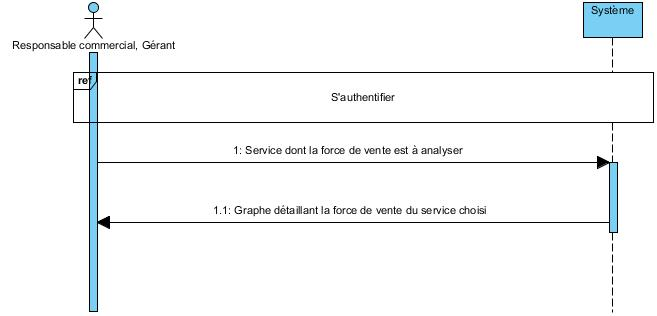 Système
Responsable commercial, Gérant
ref
S'authentifier
1: Service dont la force de vente est à analyser
1.1: Graphe détaillant la force de vente du service choisi